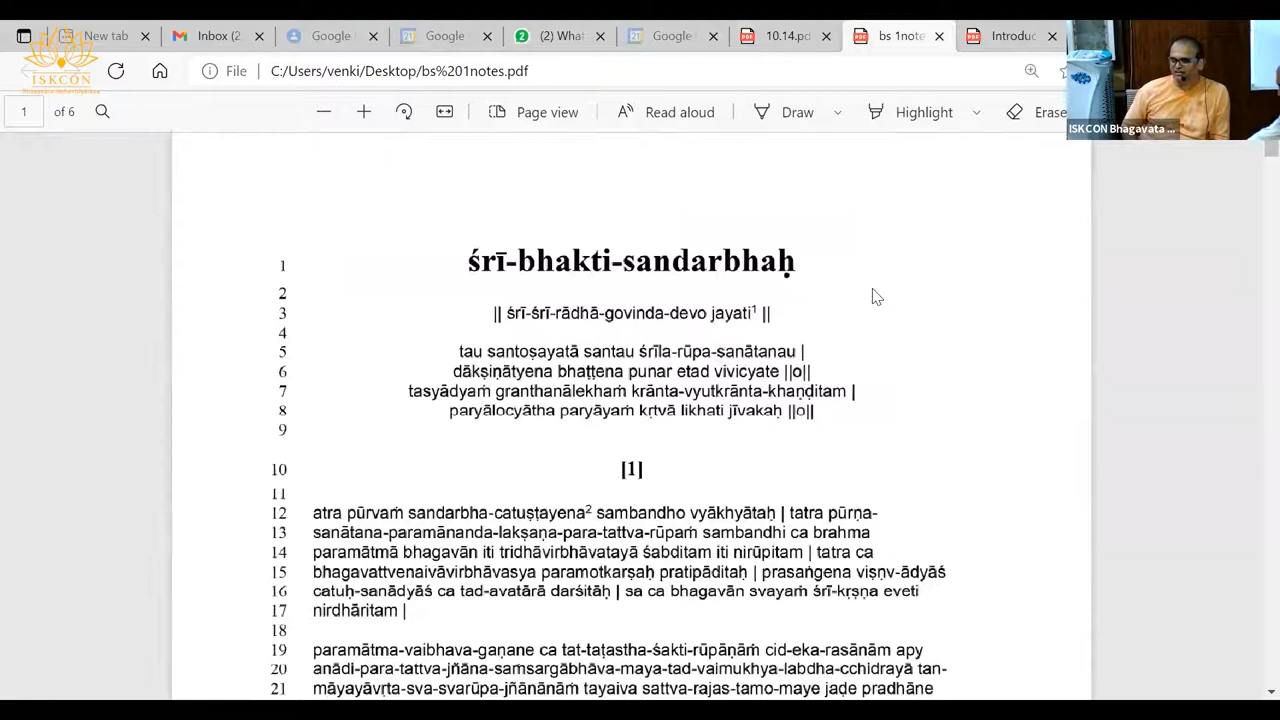 New tab
Inbox (2
Google
Google
(2) What
Google
10.14.pd
bs 1note
Introduc
ISKCON
File
C:/Users/venki/Desktop/bs%201notes.pdf
1
of 6
Page view
Read aloud
Draw
Highlight
Erase
ISKCON Bhagavata ...
1 śrī-bhakti-sandarbhaḥ
2
3 || śrī-śrī-rādhā-govinda-devo jayati1 ||
4
5 tau santoṣayatā santau śrīla-rūpa-sanātanau |
6 dākṣiṇātyena bhaṭṭena punar etad vivicyate ||o||
7 tasyādyaṁ granthanālekhaṁ krānta-vyutkrānta-khaṇḍitam |
8 paryālocyātha paryāyaṁ kṛtvā likhati jīvakaḥ ||o||
9
10 [1]
11
12 atra pūrvaṁ sandarbha-catuṣṭayena2 sambandho vyākhyātaḥ | tatra pūrṇa-
13 sanātana-paramānanda-lakṣaṇa-para-tattva-rūpaṁ sambandhi ca brahma
14 paramātmā bhagavān iti tridhāvirbhāvatayā śabditam iti nirūpitam | tatra ca
15 bhagavattvenaivāvirbhāvasya paramotkarṣaḥ pratipāditaḥ | prasaṅgena viṣṇv-ādyāś
16 catuḥ-sanādyāś ca tad-avatārā darśitāḥ | sa ca bhagavān svayaṁ śrī-kṛṣṇa eveti
17 nirdhāritam |
18
19 paramātma-vaibhava-gaṇane ca tat-taṭastha-śakti-rūpāṇāṁ cid-eka-rasānām apy
20 anādi-para-tattva-jñāna-saṁsargābhāva-maya-tad-vaimukhya-labdha-cchidrayā tan-
21 māyayāvṛta-sva-svarūpa-jñānānāṁ tayaiva sattva-rajas-tamo-maye jaḍe pradhāne